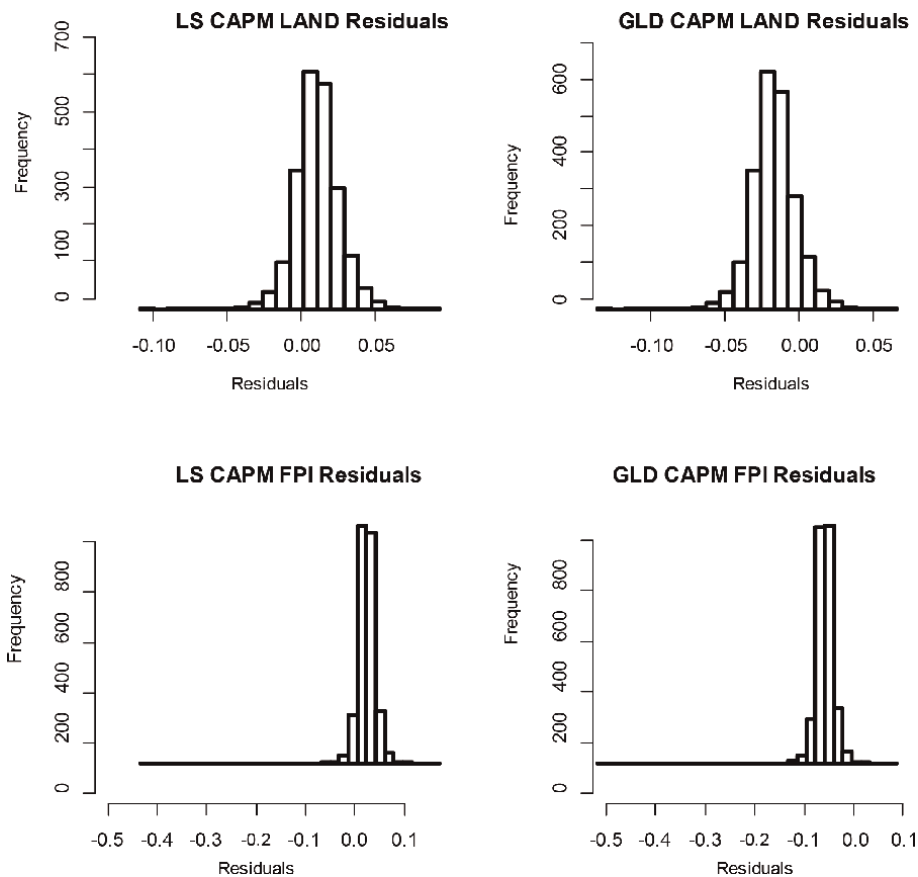 LS CAPM LAND Residuals
700
500
300
100
0
Frequency
-0.10 -0.05 0.00 0.05
Residuals
GLD CAPM LAND Residuals
600
400
200
0
Frequency
-0.10 -0.05 0.00 0.05
Residuals
LS CAPM FPI Residuals
800
600
400
200
0
Frequency
-0.5 -0.4 -0.3 -0.2 -0.1 0.0 0.1
Residuals
GLD CAPM FPI Residuals
800
600
400
200
0
Frequency
-0.5 -0.4 -0.3 -0.2 -0.1 0.0 0.1
Residuals